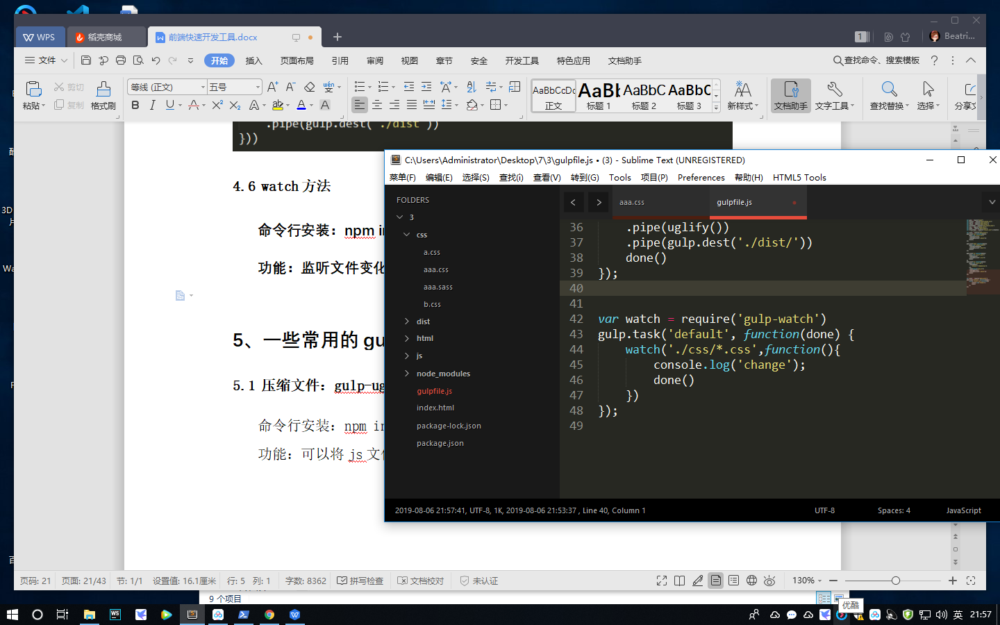 WPS
稻壳商城
前端快速开发工具.docx
1
Beatri...
文件
开始
插入
页面布局
引用
审阅
视图
章节
安全
开发工具
特色应用
文档助手
查找命令、搜索模板
粘贴
剪切
复制
格式刷
等线 (正文)
五号
AaBbCcDc
正文
AaBb
标题 1
AaBbC
标题 2
AaBbC
标题 3
新样式
文档助手
文字工具
查找替换
选择
分享文
.pipe(gulp.dest('./dist'))
}))
4.6 watch 方法
命令行安装：npm in
功能：监听文件变化
5、一些常用的 gu
5.1 压缩文件：gulp-ug
命令行安装：npm in
功能：可以将 js 文件
C:\Users\Administrator\Desktop\7\3\gulpfile.js • (3) - Sublime Text (UNREGISTERED)
菜单(F) 编辑(E) 选择(S) 查找(i) 查看(V) 转到(G) Tools 项目(P) Preferences 帮助(H) HTML5 Tools
FOLDERS
3
css
a.css
aaa.css
aaa.sass
b.css
dist
html
js
node_modules
gulpfile.js
index.html
package-lock.json
package.json
aaa.css
gulpfile.js
36 .pipe(uglify())
37 .pipe(gulp.dest('./dist/'))
38 done()
39 });
40
41
42 var watch = require('gulp-watch')
43 gulp.task('default', function(done) {
44 watch('./css/*.css',function(){
45 console.log('change');
46 done()
47 })
48 });
49
2019-08-06 21:57:41, UTF-8, 1K, 2019-08-06 21:53:37 , Line 40, Column 1
UTF-8
Spaces: 4
JavaScript
3D
片
Wa
百
页码: 21
页面: 21/43
节: 1/1
设置值: 16.1厘米
行: 5
列: 1
字数: 8362
拼写检查
文档校对
未认证
130%
9 个项目
优酷
英
21:57